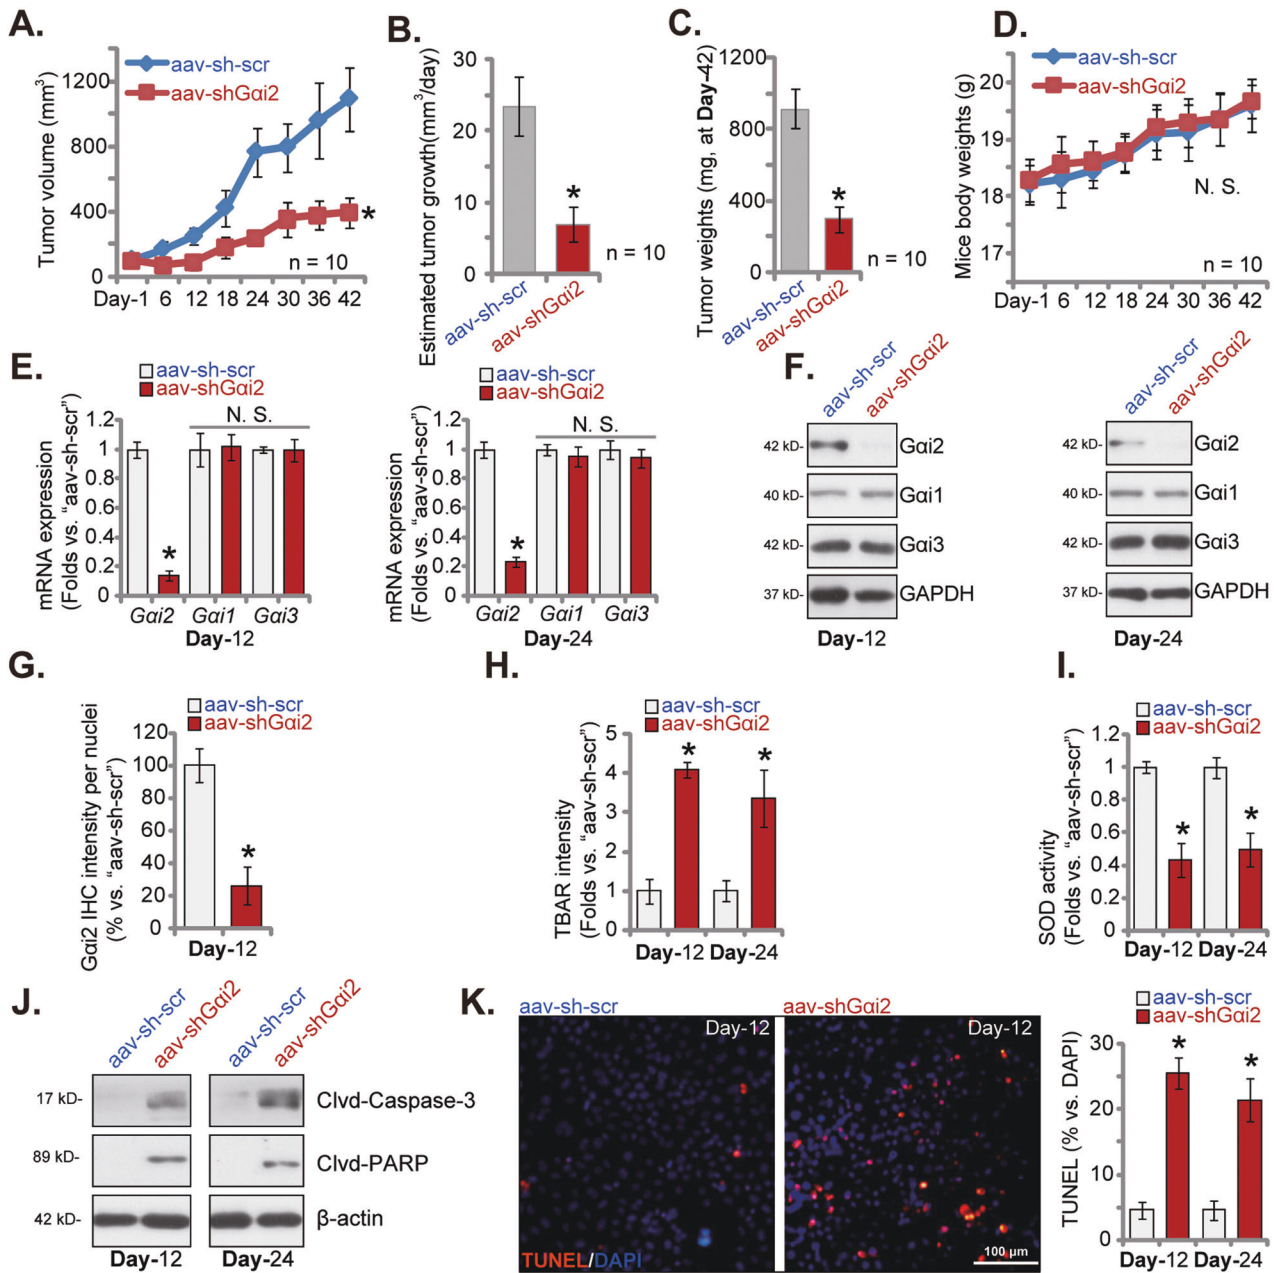 A.
Tumor volume (mm³)
1200
800
400
0
aav-sh-scr
aav-shGαi2
*
n = 10
Day-1 6 12 18 24 30 36 42
B.
Estimated tumor growth(mm³/day)
30
20
10
0
*
n = 10
aav-sh-scr
aav-shGαi2
C.
Tumor weights (mg, at Day-42)
1200
800
400
0
*
n = 10
aav-sh-scr
aav-shGαi2
D.
Mice body weights (g)
20
19
18
17
aav-sh-scr
aav-shGαi2
N. S.
n = 10
Day-1 6 12 18 24 30 36 42
E.
aav-sh-scr
aav-shGαi2
mRNA expression
(Folds vs. “aav-sh-scr”)
1.2
1
0.8
0.6
0.4
0.2
0
N. S.
*
Gαi2 Gαi1 Gαi3
Day-12
aav-sh-scr
aav-shGαi2
mRNA expression
(Folds vs. “aav-sh-scr”)
1.2
1
0.8
0.6
0.4
0.2
0
N. S.
*
Gαi2 Gαi1 Gαi3
Day-24
F.
aav-sh-scr
aav-shGαi2
42 kD- Gαi2
40 kD- Gαi1
42 kD- Gαi3
37 kD- GAPDH
Day-12
aav-sh-scr
aav-shGαi2
42 kD- Gαi2
40 kD- Gαi1
42 kD- Gαi3
37 kD- GAPDH
Day-24
G.
aav-sh-scr
aav-shGαi2
Gαi2 IHC intensity per nuclei
(% vs. “aav-sh-scr”)
120
100
80
60
40
20
0
*
Day-12
H.
aav-sh-scr
aav-shGαi2
TBAR intensity
(Folds vs. “aav-sh-scr”)
5
4
3
2
1
0
* *
Day-12 Day-24
I.
aav-sh-scr
aav-shGαi2
SOD activity
(Folds vs. “aav-sh-scr”)
1.2
1
0.8
0.6
0.4
0.2
0
* *
Day-12 Day-24
J.
aav-sh-scr
aav-shGαi2
aav-sh-scr
aav-shGαi2
17 kD- Clvd-Caspase-3
89 kD- Clvd-PARP
42 kD- β-actin
Day-12 Day-24
K.
aav-sh-scr
aav-shGαi2
Day-12
Day-12
TUNEL/DAPI
100 µm
aav-sh-scr
aav-shGαi2
TUNEL (% vs. DAPI)
30
20
10
0
* *
Day-12 Day-24